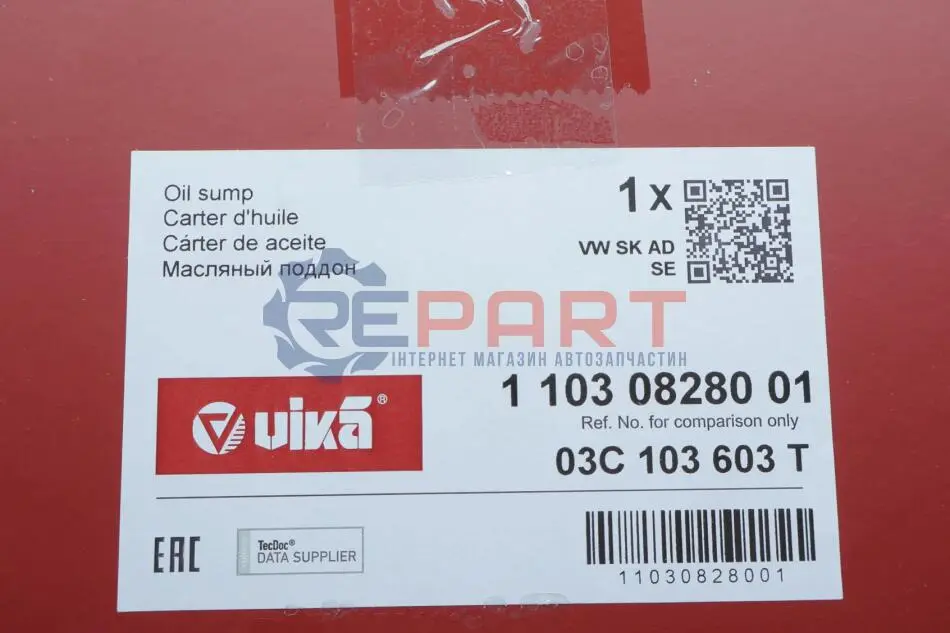 Oil sump
Carter d'huile
Cárter de aceite
Масляный поддон
1 x
VW SK AD
SE
REPART
ІНТЕРНЕТ МАГАЗИН АВТОЗАПЧАСТИН
vika®
1 103 08280 01
Ref. No. for comparison only
03C 103 603 T
EAC
TecDoc®
DATA SUPPLIER
11030828001